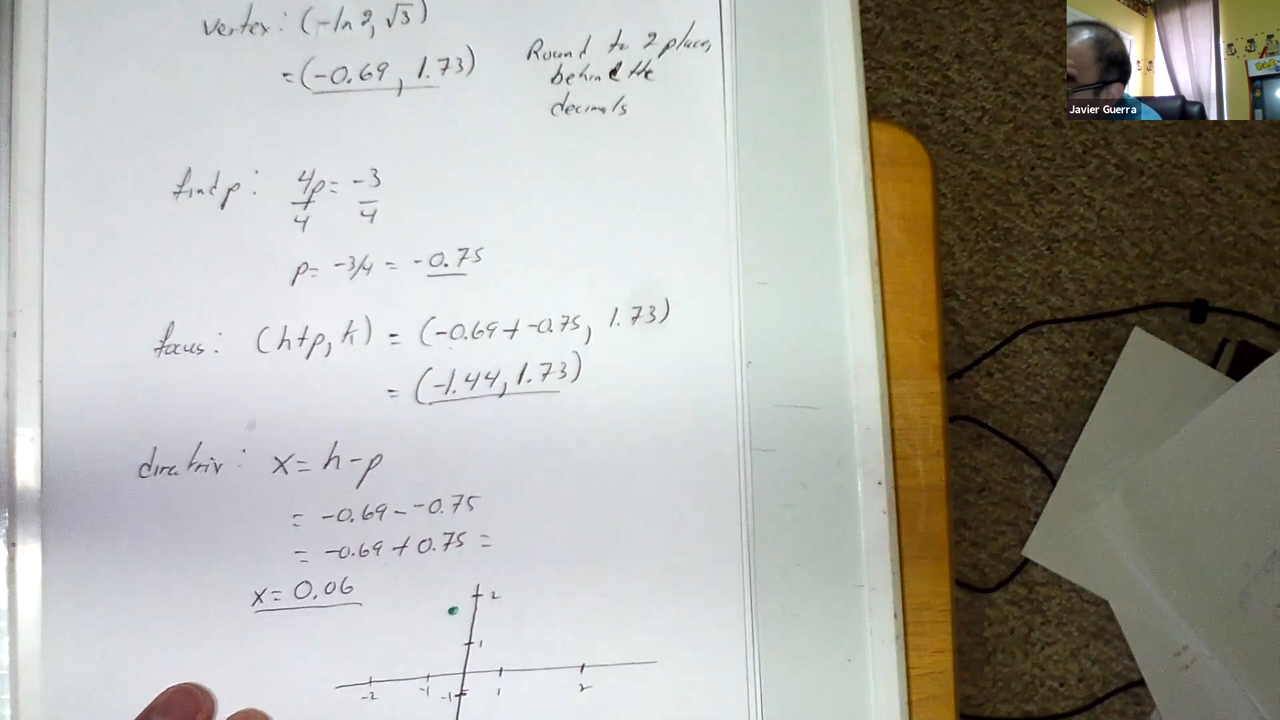 vertex: (-ln 2, √3)
= (-0.69, 1.73)
Round to 2 places
behind the
decimals
find p: 4p = -3
4 4
p = -3/4 = -0.75
focus: (h+p, k) = (-0.69 + -0.75, 1.73)
= (-1.44, 1.73)
directrix: x = h - p
= -0.69 - -0.75
= -0.69 + 0.75 =
x = 0.06
2
1
-2 -1 -1 1 2
Javier Guerra